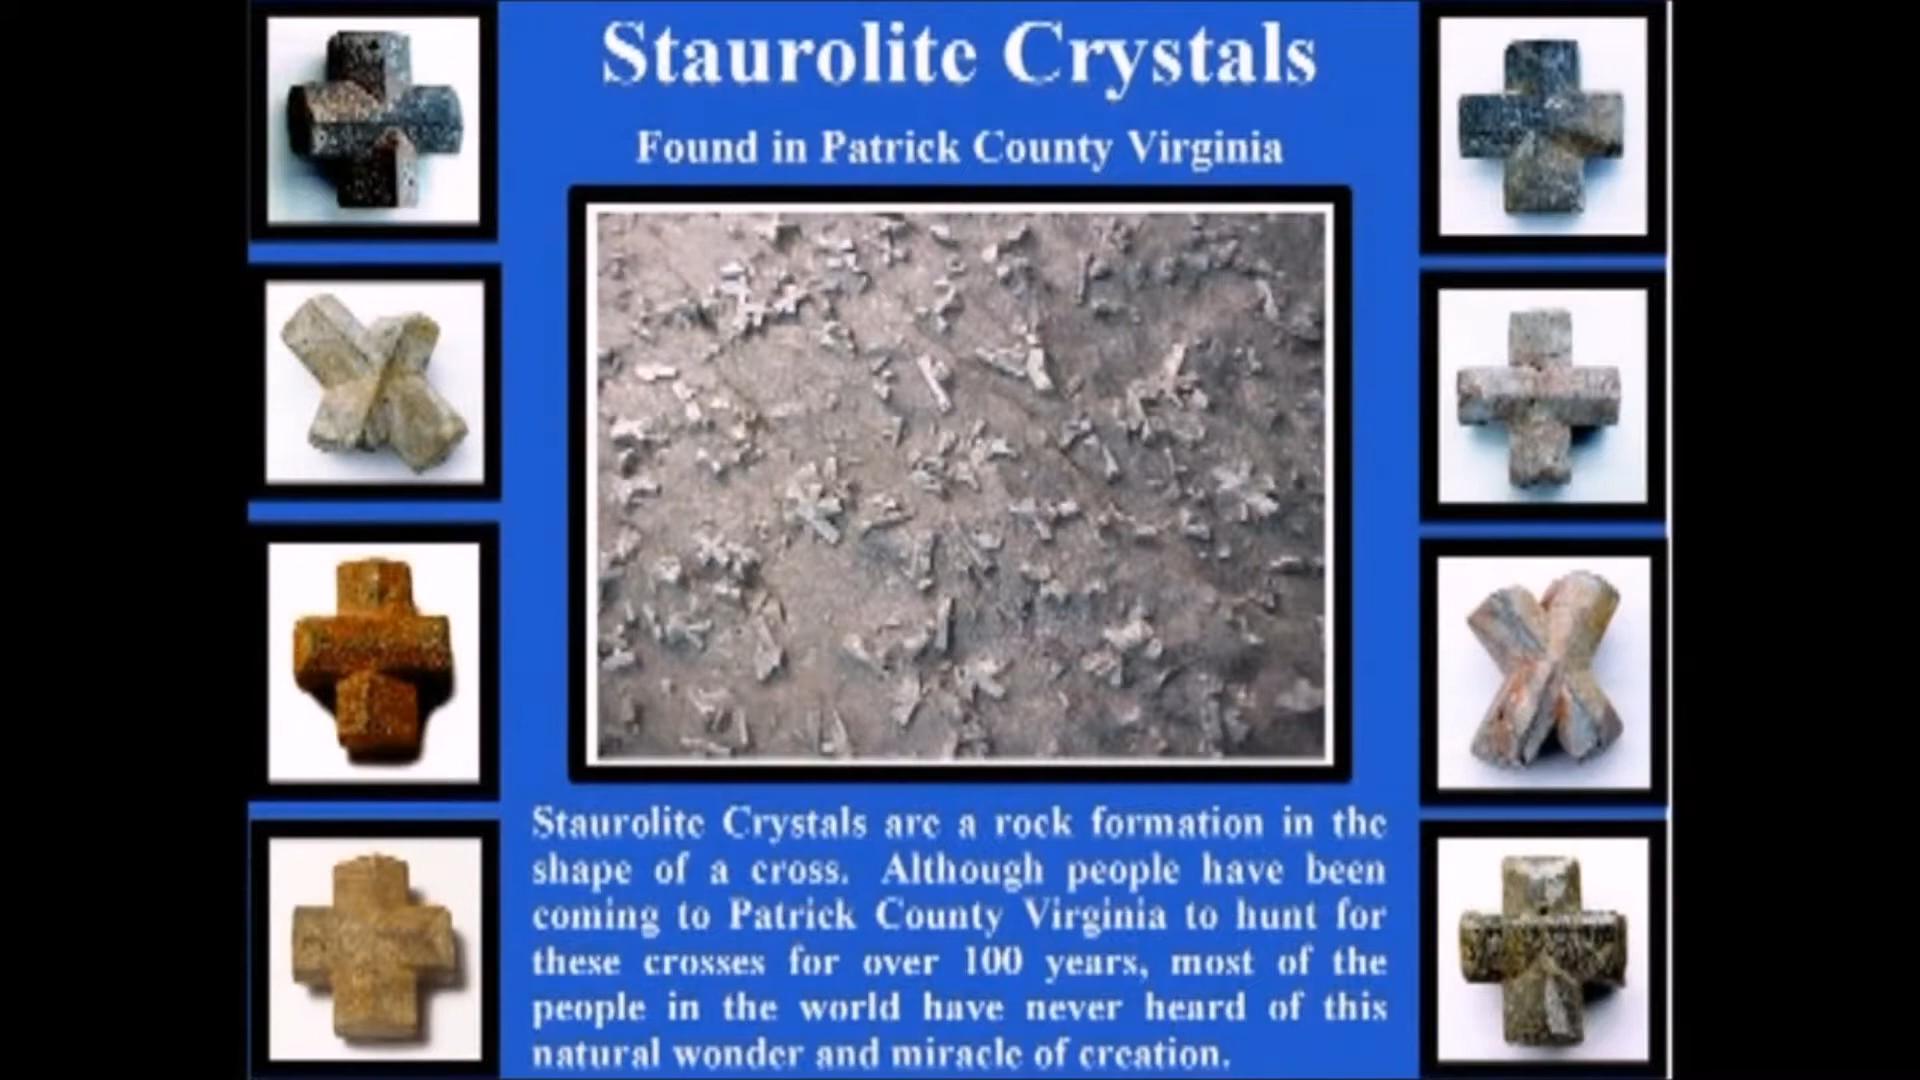 Staurolite Crystals
Found in Patrick County Virginia
Staurolite Crystals are a rock formation in the
shape of a cross. Although people have been
coming to Patrick County Virginia to hunt for
these crosses for over 100 years, most of the
people in the world have never heard of this
natural wonder and miracle of creation.